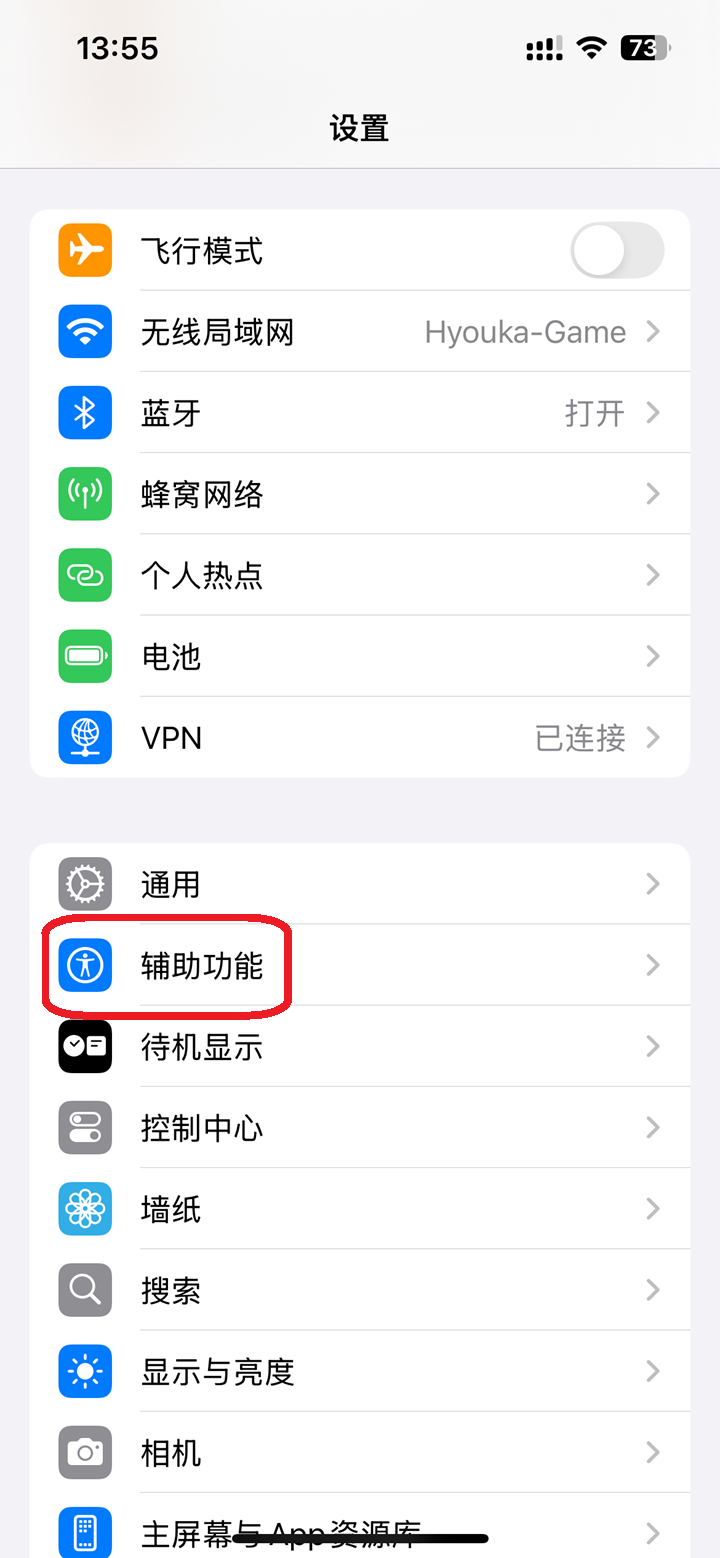 13:55
73
设置
飞行模式
无线局域网 Hyouka-Game
蓝牙 打开
蜂窝网络
个人热点
电池
VPN 已连接
通用
辅助功能
待机显示
控制中心
墙纸
搜索
显示与亮度
相机
主屏幕与 App 资源库